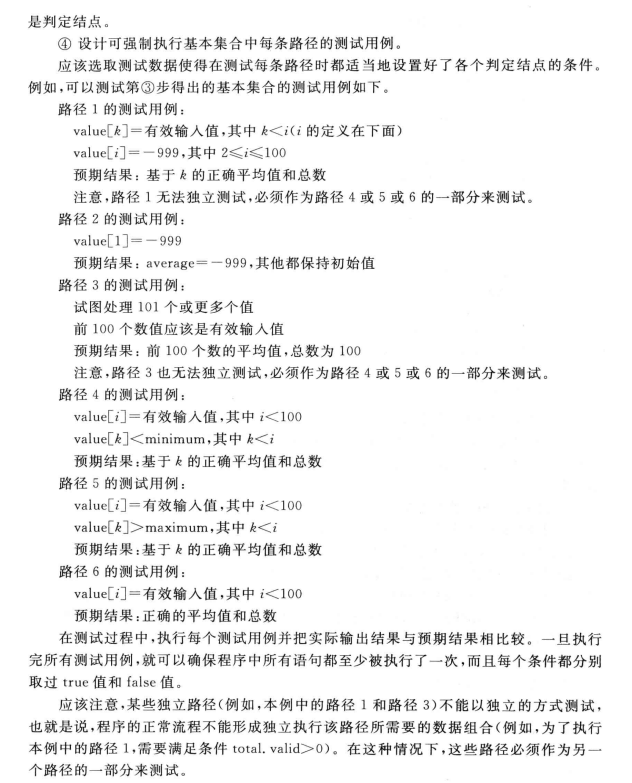 是判定结点。
④ 设计可强制执行基本集合中每条路径的测试用例。
应该选取测试数据使得在测试每条路径时都适当地设置好了各个判定结点的条件。
例如,可以测试第③步得出的基本集合的测试用例如下。
路径 1 的测试用例:
value[k]=有效输入值,其中 k<i(i 的定义在下面)
value[i]=-999,其中 2≤i≤100
预期结果: 基于 k 的正确平均值和总数
注意,路径 1 无法独立测试,必须作为路径 4 或 5 或 6 的一部分来测试。
路径 2 的测试用例:
value[1]=-999
预期结果: average=-999,其他都保持初始值
路径 3 的测试用例:
试图处理 101 个或更多个值
前 100 个数值应该是有效输入值
预期结果: 前 100 个数的平均值,总数为 100
注意,路径 3 也无法独立测试,必须作为路径 4 或 5 或 6 的一部分来测试。
路径 4 的测试用例:
value[i]=有效输入值,其中 i<100
value[k]<minimum,其中 k<i
预期结果:基于 k 的正确平均值和总数
路径 5 的测试用例:
value[i]=有效输入值,其中 i<100
value[k]>maximum,其中 k<i
预期结果:基于 k 的正确平均值和总数
路径 6 的测试用例:
value[i]=有效输入值,其中 i<100
预期结果:正确的平均值和总数
在测试过程中,执行每个测试用例并把实际输出结果与预期结果相比较。一旦执行
完所有测试用例,就可以确保程序中所有语句都至少被执行了一次,而且每个条件都分别
取过 true 值和 false 值。
应该注意,某些独立路径(例如,本例中的路径 1 和路径 3)不能以独立的方式测试,
也就是说,程序的正常流程不能形成独立执行该路径所需要的数据组合(例如,为了执行
本例中的路径 1,需要满足条件 total. valid>0)。在这种情况下,这些路径必须作为另一
个路径的一部分来测试。